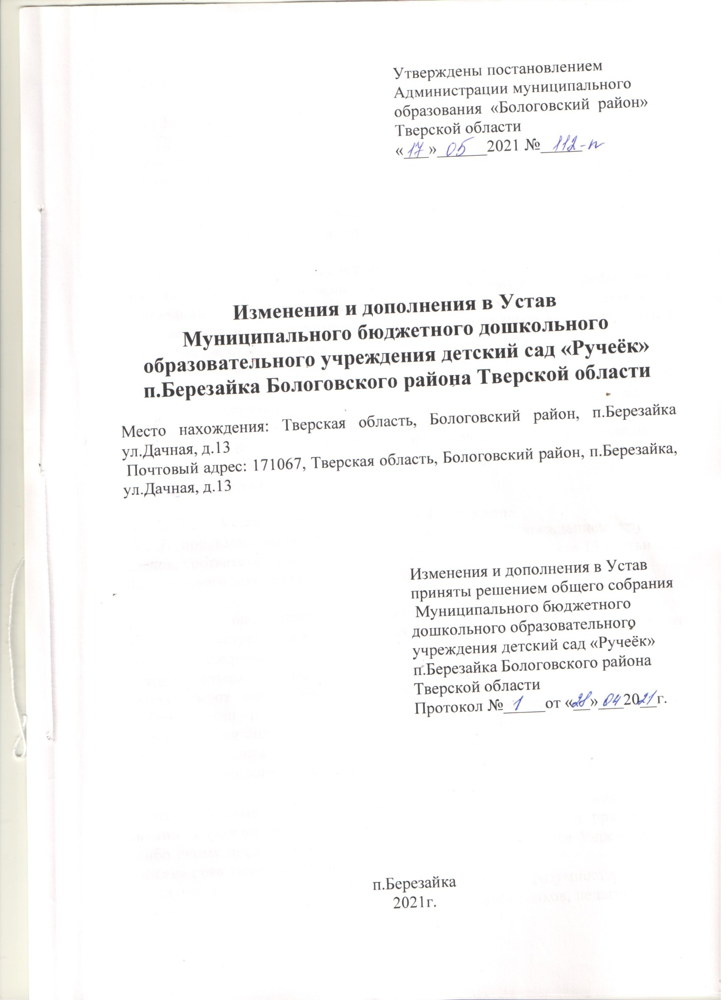 Утверждены постановлением
Администрации муниципального
образования «Бологовский район»
Тверской области
«17» 05 2021 № 112-п
Изменения и дополнения в Устав
Муниципального бюджетного дошкольного
образовательного учреждения детский сад «Ручеёк»
п.Березайка Бологовского района Тверской области
Место нахождения: Тверская область, Бологовский район, п.Березайка
ул.Дачная, д.13
Почтовый адрес: 171067, Тверская область, Бологовский район, п.Березайка,
ул.Дачная, д.13
Изменения и дополнения в Устав
приняты решением общего собрания
Муниципального бюджетного
дошкольного образовательного
учреждения детский сад «Ручеёк»
п.Березайка Бологовского района
Тверской области
Протокол № 1 от «28» 04 2021г.
п.Березайка
2021г.